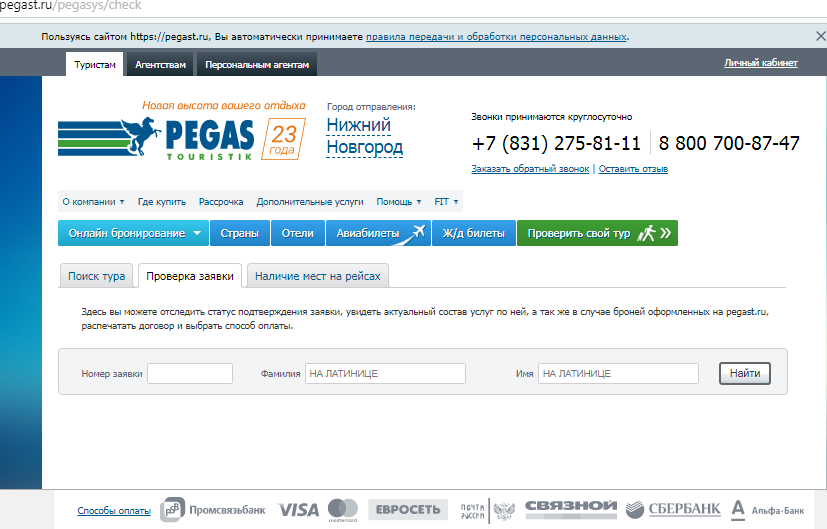 pegast.ru/pegasys/check
Пользуясь сайтом https://pegast.ru, Вы автоматически принимаете правила передачи и обработки персональных данных.
Туристам Агентствам Персональным агентам Личный кабинет
Новая высота вашего отдыха
PEGAS
TOURISTIK
23
года
Город отправления:
Нижний
Новгород
Звонки принимаются круглосуточно
+7 (831) 275-81-11 8 800 700-87-47
Заказать обратный звонок | Оставить отзыв
О компании Где купить Рассрочка Дополнительные услуги Помощь FIT
Онлайн бронирование Страны Отели Авиабилеты Ж/д билеты Проверить свой тур
Поиск тура Проверка заявки Наличие мест на рейсах
Здесь вы можете отследить статус подтверждения заявки, увидеть актуальный состав услуг по ней, а так же в случае броней оформленных на pegast.ru,
распечатать договор и выбрать способ оплаты.
Номер заявки Фамилия НА ЛАТИНИЦЕ Имя НА ЛАТИНИЦЕ Найти
Способы оплаты PSB Промсвязьбанк VISA mastercard ЕВРОСЕТЬ ПОЧТА РОССИИ СВЯЗНОЙ СБЕРБАНК А Альфа·Банк